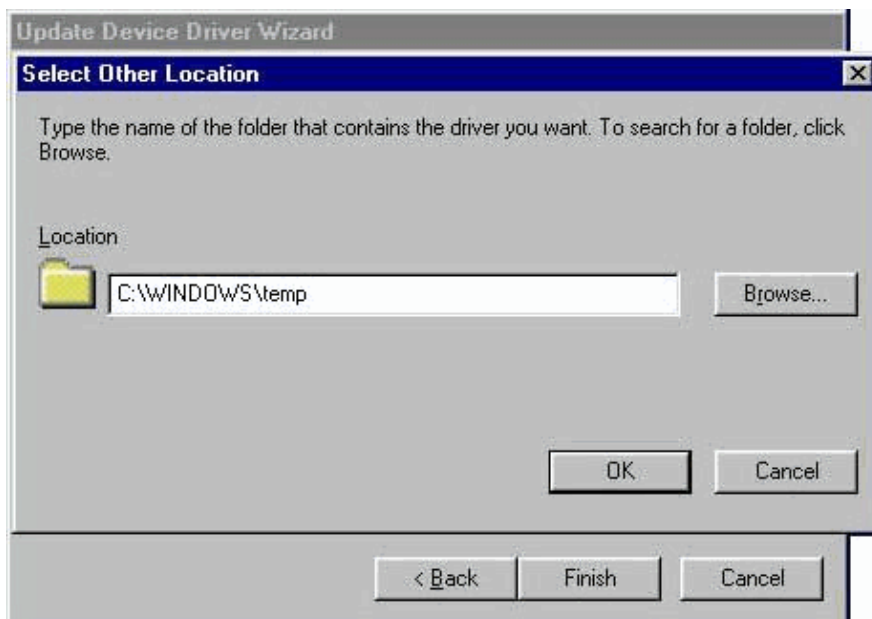 Update Device Driver Wizard
Select Other Location
Type the name of the folder that contains the driver you want. To search for a folder, click
Browse.
Location
C:\WINDOWS\temp
Browse...
OK
Cancel
< Back
Finish
Cancel